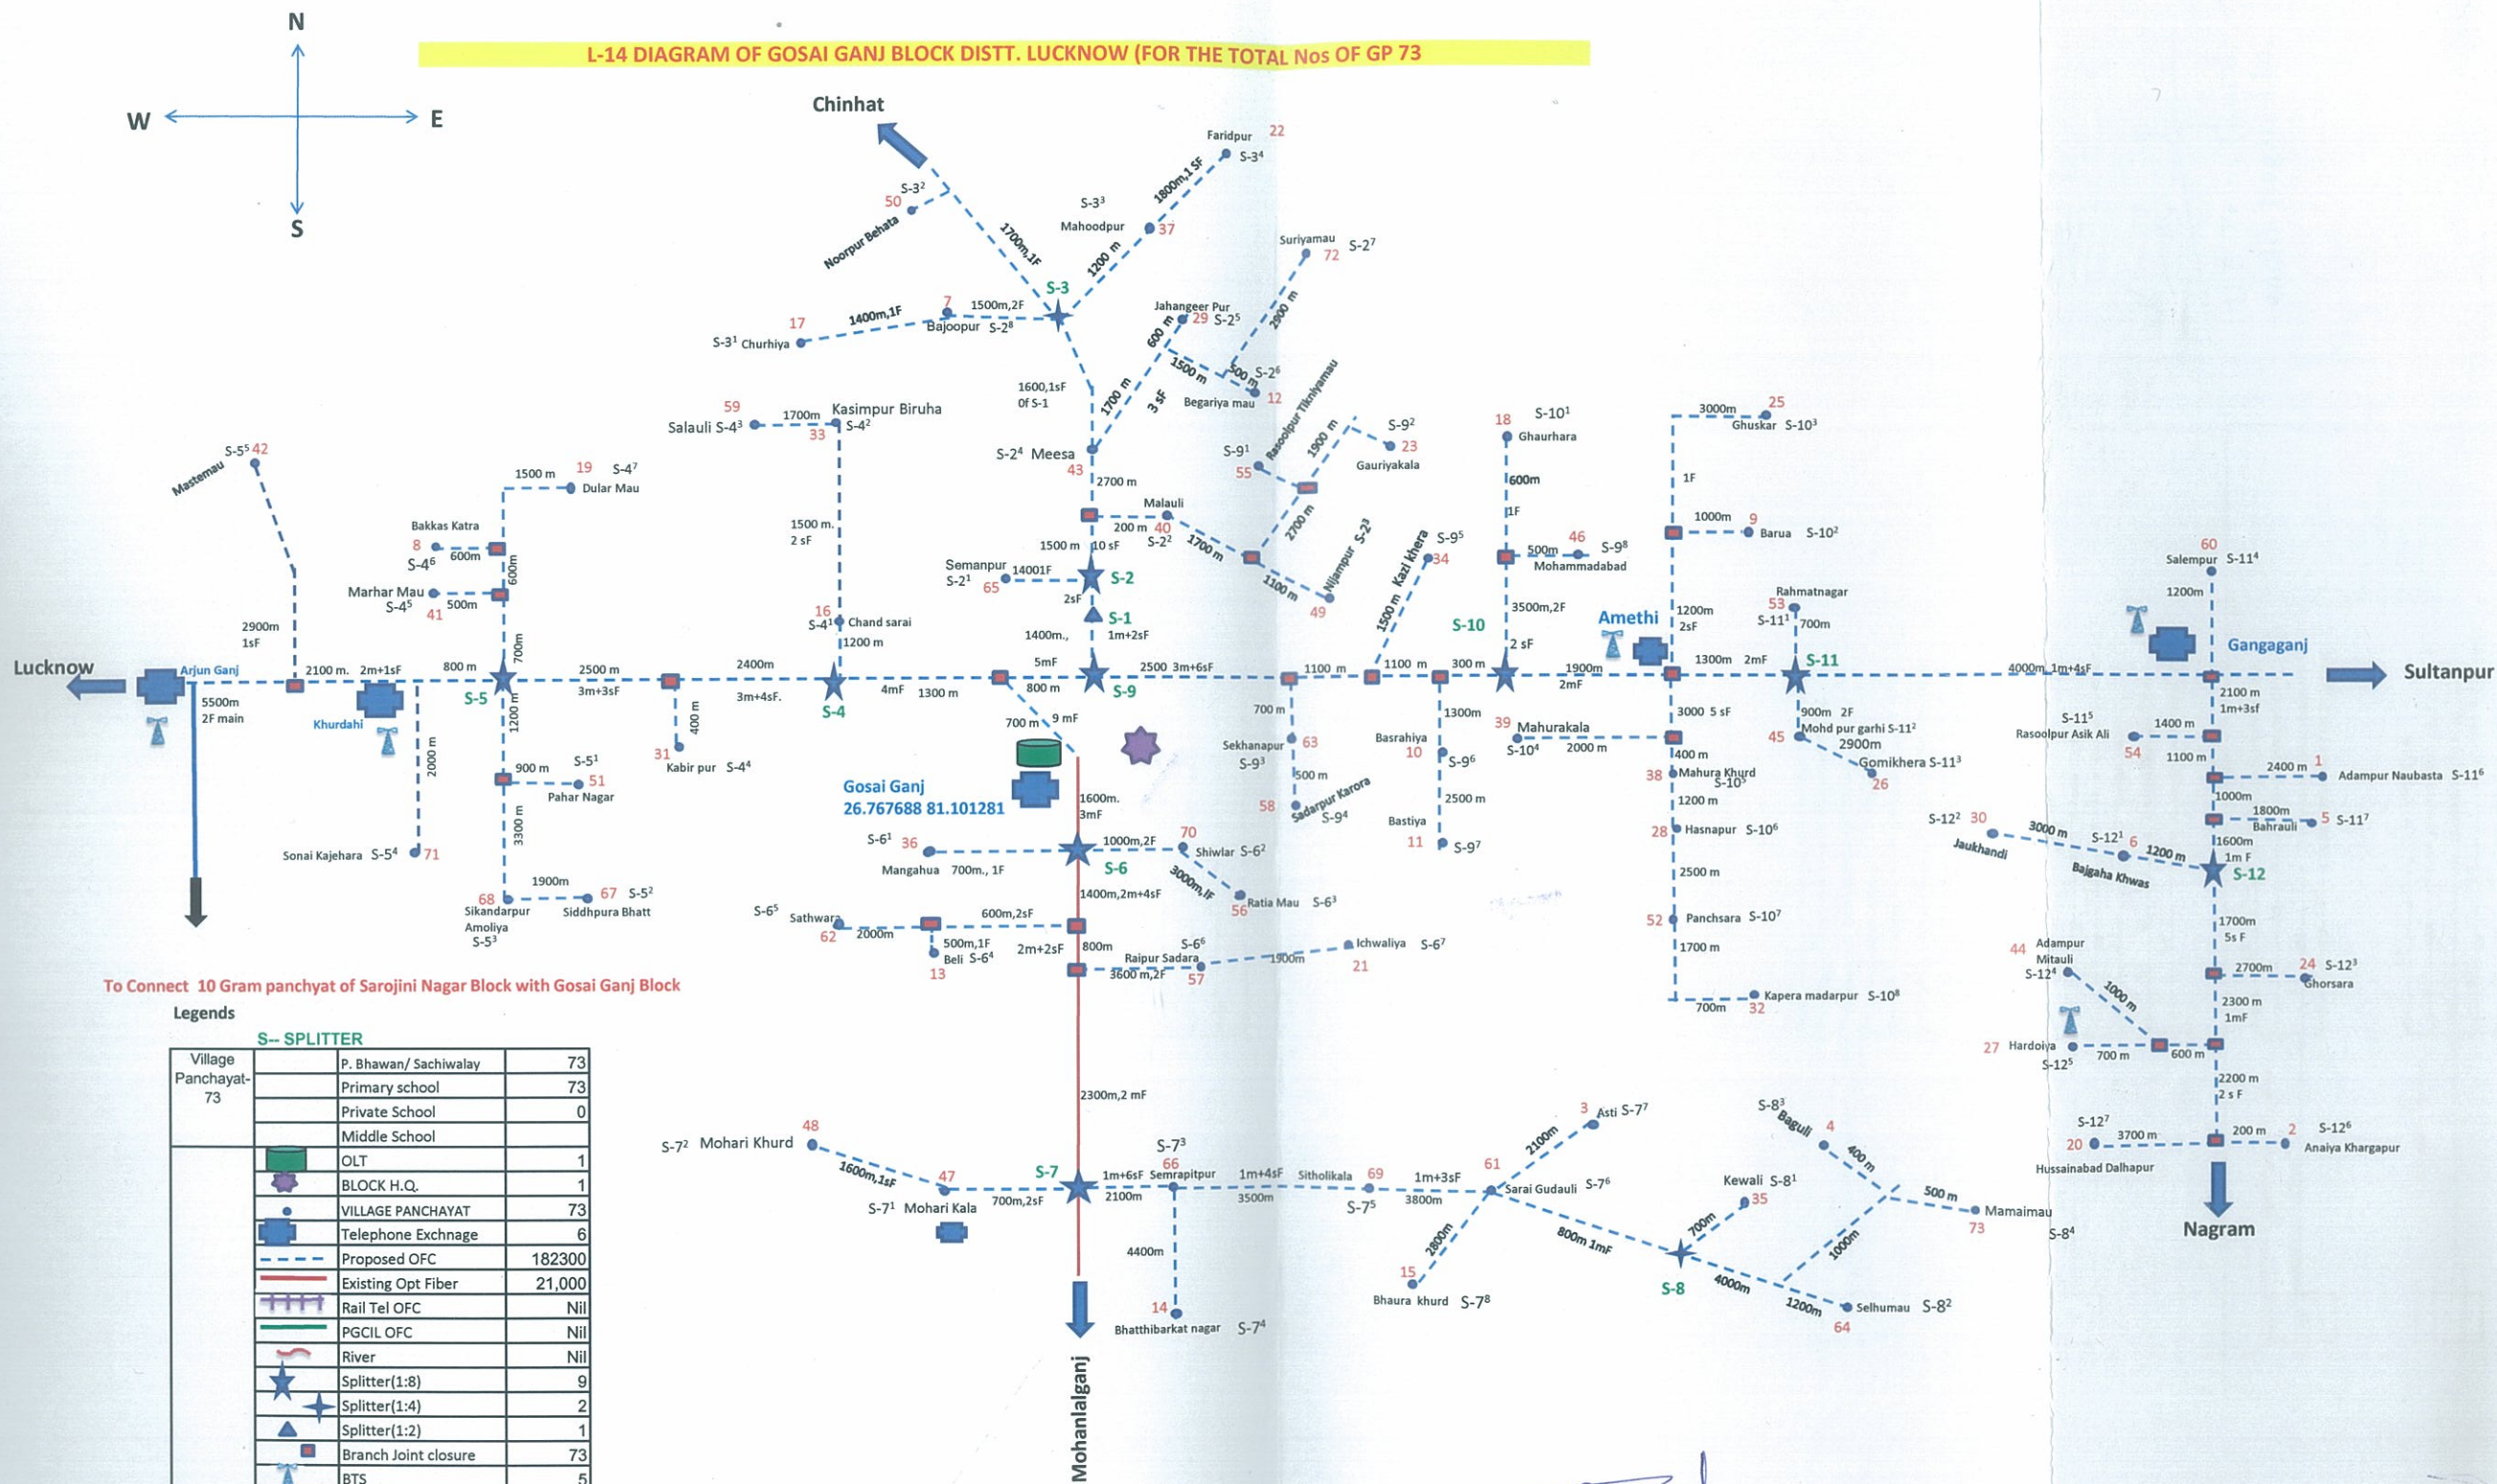 N
W
E
S
L-14 DIAGRAM OF GOSAI GANJ BLOCK DISTT. LUCKNOW (FOR THE TOTAL Nos OF GP 73
Chinhat
Faridpur
22
S-3⁴
1800m,1 SF
S-3²
50
Noorpur Behata
S-3³
Mahoodpur
37
1700m,1F
1200 m
Suriyamau
S-2⁷
72
S-3
7
1500m,2F
1400m,1F
17
Bajoopur S-2⁸
S-3¹ Churhiya
Jahangeer Pur
29 S-2⁵
600 m
2900 m
1500 m
500 m
S-2⁶
Begariya mau
12
1600,1sF
0f S-1
1700 m
3 sF
59
1700m
Kasimpur Biruha
Salauli S-4³
33
S-4²
S-5⁵ 42
Mastemau
S-2⁴ Meesa
43
2700 m
S-9¹
55
Rasoolpur Tikniyamau
1900 m
S-9²
23
Gauriyakala
18
S-10¹
Ghaurhara
25
3000m
Ghuskar S-10³
1500 m
19
S-4⁷
Dular Mau
Bakkas Katra
8
600m
S-4⁶
600m
Marhar Mau
S-4⁵
500m
41
1500 m.
2 sF
Malauli
200 m
40
S-2²
1700 m
2700 m
1500 m
10 sF
Semanpur
S-2¹
14001F
65
S-2
2sF
S-1
1100 m
Nijampur S-2³
49
S-9⁵
34
1500 m Kazi khera
600m
1F
46
500m
S-9⁸
Mohammadabad
1F
1000m
9
Barua S-10²
60
Salempur S-11⁴
1200m
16
S-4¹
Chand sarai
1200 m
1400m.,
1m+2sF
S-10
3500m,2F
2 sF
Amethi
1200m
2sF
Rahmatnagar
53
S-11¹
700m
Gangaganj
2900m
1sF
700m
Lucknow
Arjun Ganj
5500m
2F main
2100 m.
2m+1sF
Khurdahi
800 m
S-5
2500 m
3m+3sF
2400m
3m+4sF.
S-4
4mF
1300 m
5mF
800 m
S-9
2500 3m+6sF
1100 m
1100 m
300 m
1900m
2mF
1300m 2mF
S-11
4000m 1m+4sF
Sultanpur
2000 m
1200 m
400 m
31
Kabir pur S-4⁴
700 m
9 mF
700 m
Sekhanapur
63
S-9³
1300m
Basrahiya
10
S-9⁶
39
Mahurakala
S-10⁴
2000 m
3000 5 sF
400 m
900m 2F
Mohd pur garhi S-11²
45
2900m
Gomikhera S-11³
26
2100 m
1m+3sf
S-11⁵
1400 m
Rasoolpur Asik Ali
54
1100 m
900 m
S-5¹
51
Pahar Nagar
3300 m
Gosai Ganj
26.767688 81.101281
1600m.
3mF
500 m
58
Sadarpur Karora
S-9⁴
2500 m
Bastiya
11
S-9⁷
38
Mahura Khurd
S-10⁵
1200 m
28
Hasnapur S-10⁶
2400 m
1
Adampur Naubasta S-11⁶
1000m
1800m
Bahrauli
5 S-11⁷
Sonai Kajehara S-5⁴
71
S-6¹ 36
Mangahua 700m., 1F
1000m,2F
70
Shiwlar S-6²
S-6
3000m,IF
56
Ratia Mau S-6³
S-12² 30
Jaukhandi
3000 m
S-12¹ 6
1200 m
Bajgaha Khwas
1600m
1m F
S-12
2500 m
1900m
67 S-5²
68
Sikandarpur
Amoliya
S-5³
Siddhpura Bhatt
S-6⁵
Sathwara
62
2000m
600m,2sF
500m,1F
Beli S-6⁴
13
1400m,2m+4sF
2m+2sF
800m
S-6⁶
Raipur Sadara
3600 m,2F
57
1900m
Ichwaliya S-6⁷
21
52
Panchsara S-10⁷
1700 m
700m
Kapera madarpur S-10⁸
32
1700m
5s F
44
Adampur
Mitauli
S-12⁴
1000 m
2700m
24 S-12³
Ghorsara
2300 m
1mF
27 Hardoiya
S-12⁵
700 m
600 m
2200 m
2 s F
S-12⁷
20
3700 m
Hussainabad Dalhapur
200 m
2
S-12⁶
Anaiya Khargapur
Nagram
To Connect 10 Gram panchyat of Sarojini Nagar Block with Gosai Ganj Block
2300m,2 mF
48
S-7² Mohari Khurd
1600m,1sF
47
S-7¹ Mohari Kala
700m,2sF
S-7
1m+6sF
2100m
S-7³
66
Semrapitpur
1m+4sF
3500m
Sitholikala
69
S-7⁵
1m+3sF
3800m
61
Sarai Gudauli S-7⁶
2100m
3
Asti S-7⁷
2800m
15
Bhaura khurd S-7⁸
4400m
14
Bhatthibarkat nagar S-7⁴
800m 1mF
S-8
700m
Kewali S-8¹
35
S-8³
Baguli
4
400 m
500 m
Mamaimau
73
S-8⁴
1000m
4000m
1200m
Selhumau S-8²
64
Mohanlalganj
Legends
S-- SPLITTER
Village
Panchayat-
73
P. Bhawan/ Sachiwalay 73
Primary school 73
Private School 0
Middle School
OLT 1
BLOCK H.Q. 1
VILLAGE PANCHAYAT 73
Telephone Exchnage 6
Proposed OFC 182300
Existing Opt Fiber 21,000
Rail Tel OFC Nil
PGCIL OFC Nil
River Nil
Splitter(1:8) 9
Splitter(1:4) 2
Splitter(1:2) 1
Branch Joint closure 73
BTS 5